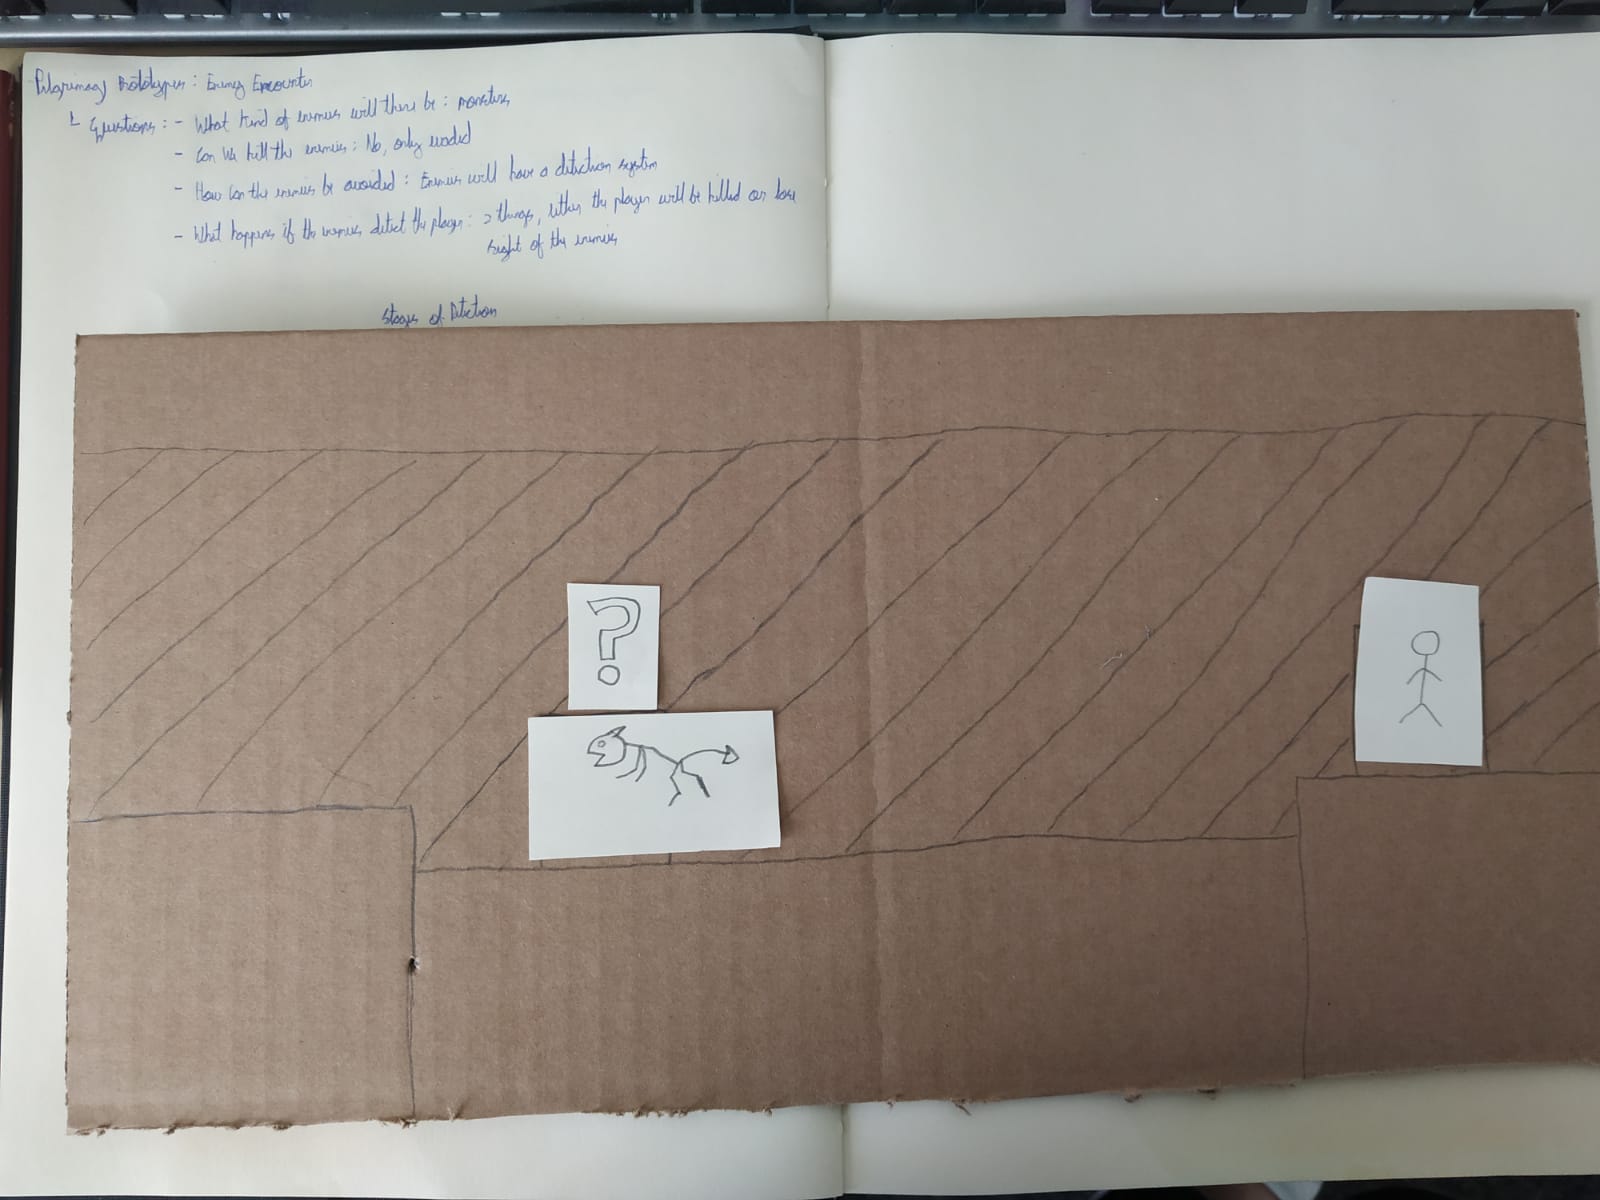 Pilgrimage Prototypes : Enemy Encounter
Questions : - What kind of enemies will there be : monsters
- Can we kill the enemies : No, only evaded
- How can the enemies be avoided : Enemies will have a detection system
- What happens if the enemies detect the player : 2 things, either the player will be killed or lose
sight of the enemies
Stages of Detection
?